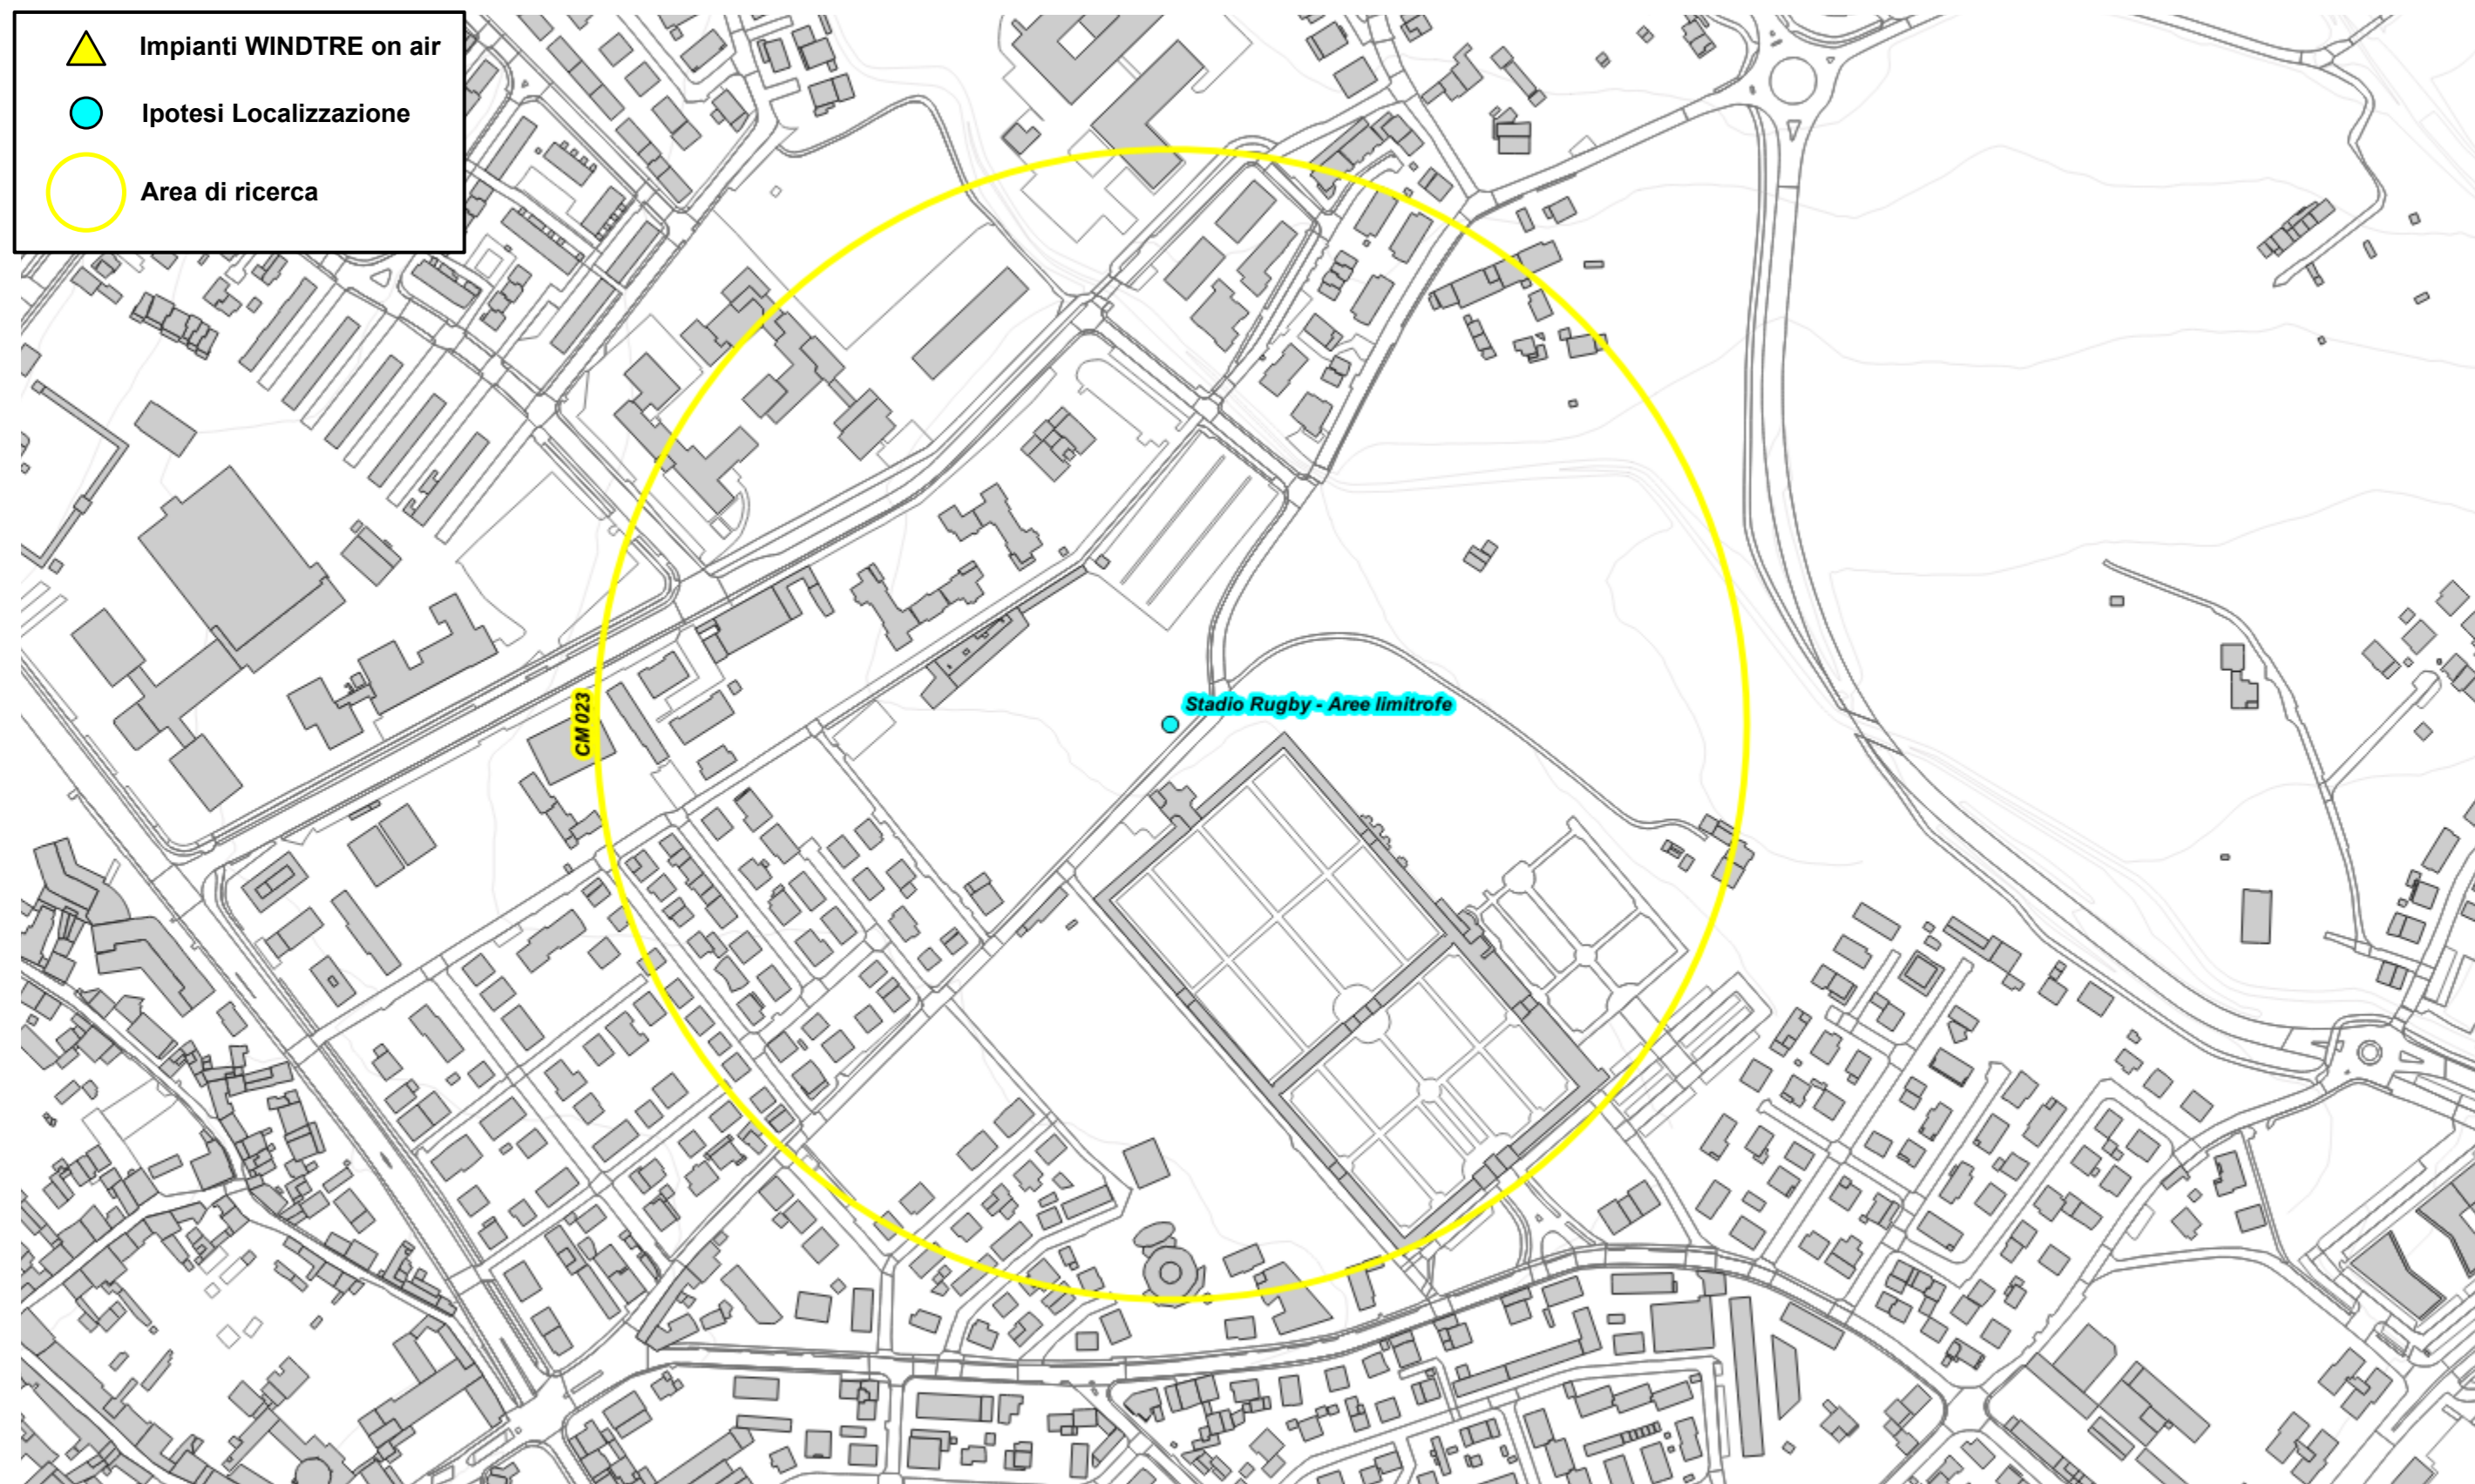 Impianti WINDTRE on air
Ipotesi Localizzazione
Area di ricerca
Stadio Rugby - Aree limitrofe
CM 023